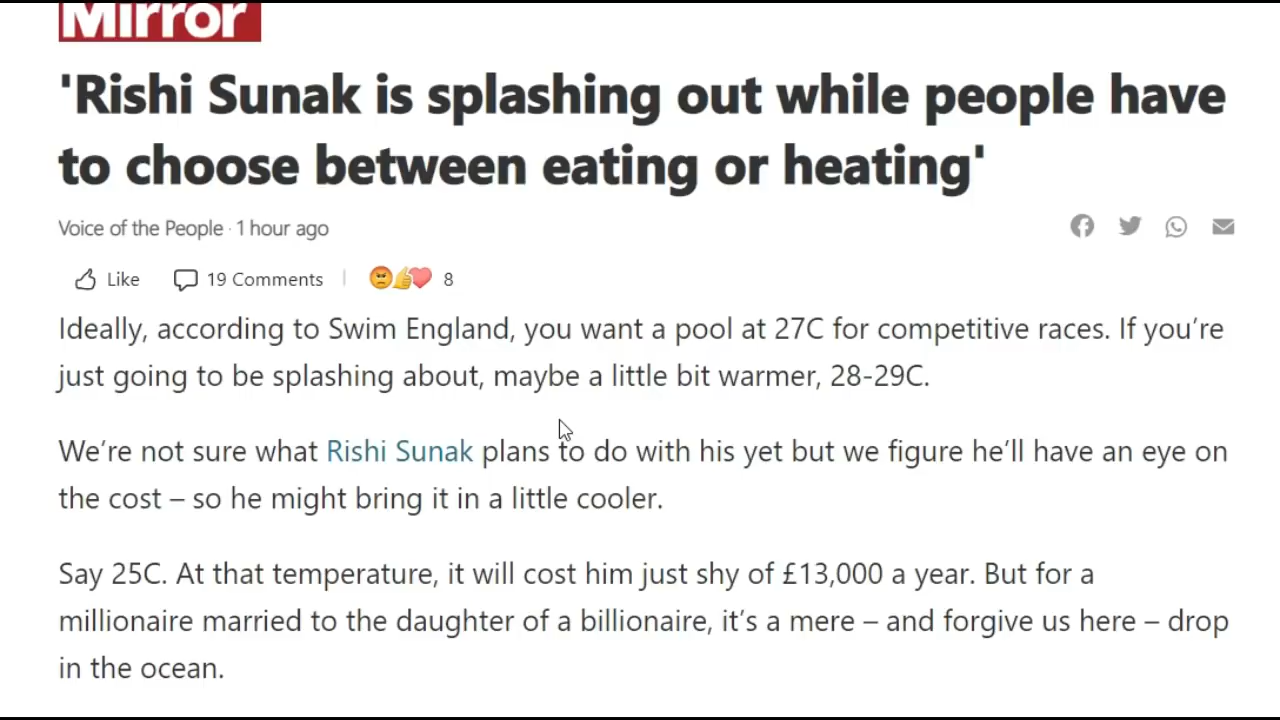 Mirror
'Rishi Sunak is splashing out while people have
to choose between eating or heating'
Voice of the People · 1 hour ago
Like 19 Comments 8
Ideally, according to Swim England, you want a pool at 27C for competitive races. If you’re
just going to be splashing about, maybe a little bit warmer, 28-29C.
We’re not sure what Rishi Sunak plans to do with his yet but we figure he’ll have an eye on
the cost – so he might bring it in a little cooler.
Say 25C. At that temperature, it will cost him just shy of £13,000 a year. But for a
millionaire married to the daughter of a billionaire, it’s a mere – and forgive us here – drop
in the ocean.